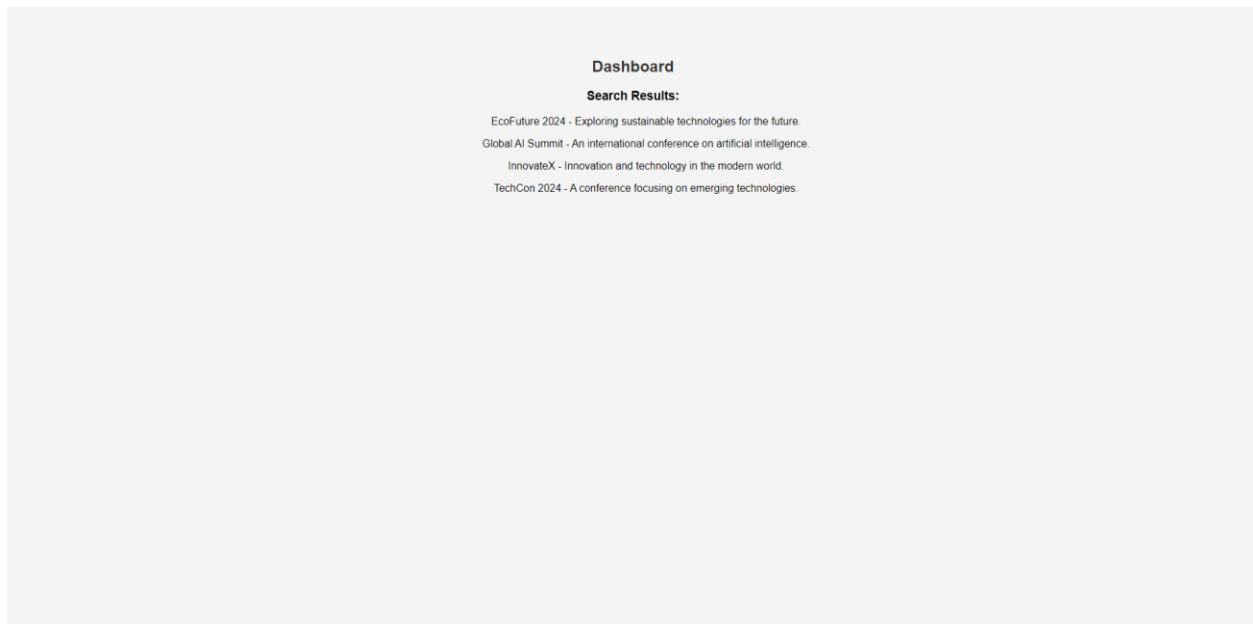 Dashboard
Search Results:
EcoFuture 2024 - Exploring sustainable technologies for the future.
Global AI Summit - An international conference on artificial intelligence.
InnovateX - Innovation and technology in the modern world.
TechCon 2024 - A conference focusing on emerging technologies.